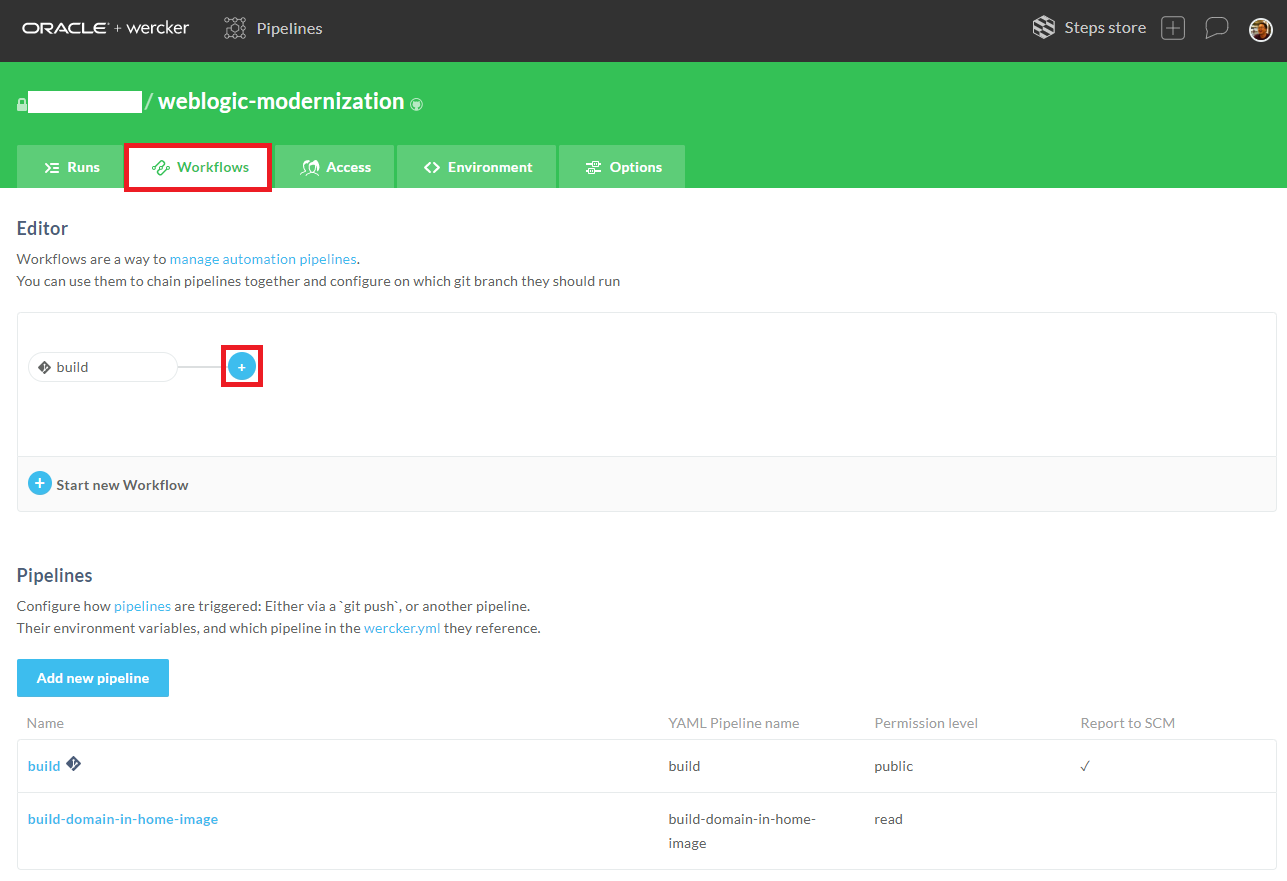 ORACLE + wercker
Pipelines
Steps store
/ weblogic-modernization
Runs
Workflows
Access
Environment
Options
Editor
Workflows are a way to manage automation pipelines.
You can use them to chain pipelines together and configure on which git branch they should run
build
+
+ Start new Workflow
Pipelines
Configure how pipelines are triggered: Either via a `git push`, or another pipeline.
Their environment variables, and which pipeline in the wercker.yml they reference.
Add new pipeline
Name YAML Pipeline name Permission level Report to SCM
build build public ✓
build-domain-in-home-image build-domain-in-home- read
image